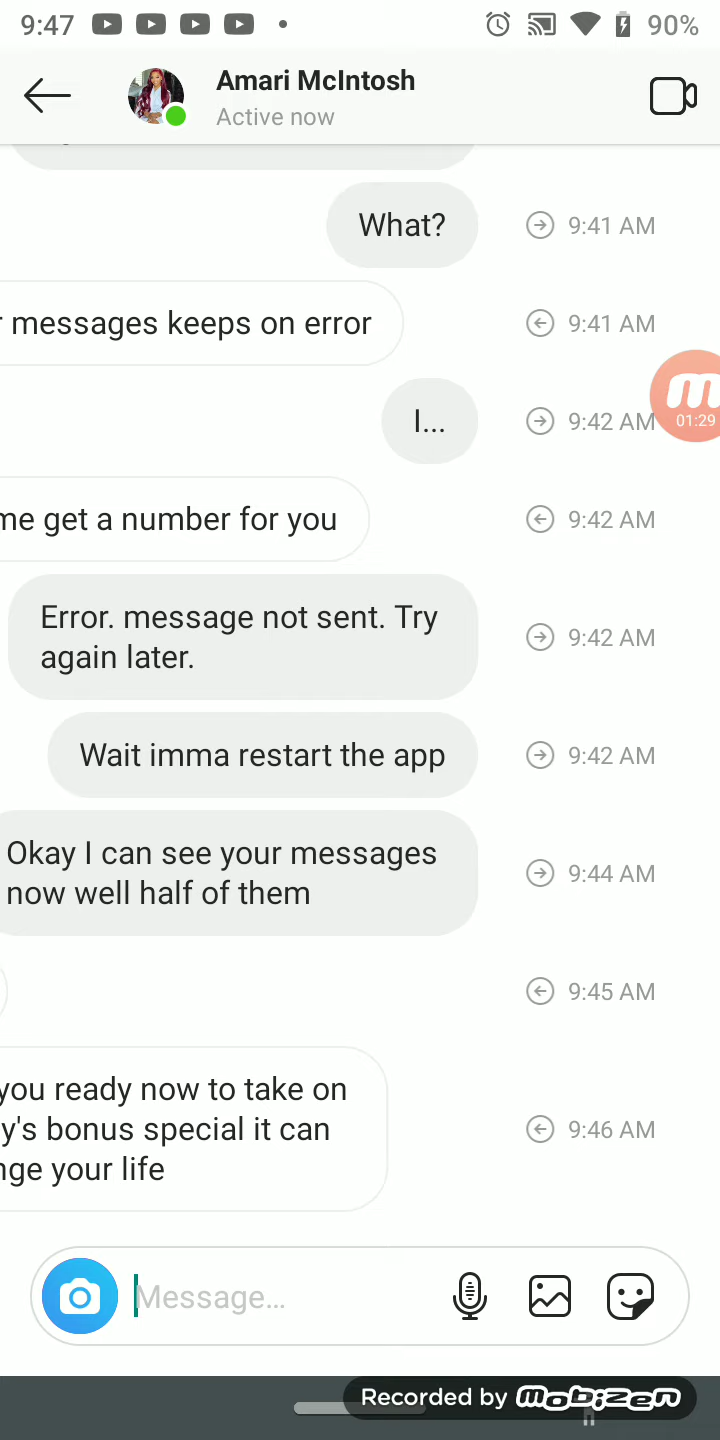 9:47
90%
Amari McIntosh
Active now
What?
9:41 AM
messages keeps on error
9:41 AM
01:29
I...
9:42 AM
me get a number for you
9:42 AM
Error. message not sent. Try
again later.
9:42 AM
Wait imma restart the app
9:42 AM
Okay I can see your messages
now well half of them
9:44 AM
9:45 AM
you ready now to take on
y's bonus special it can
nge your life
9:46 AM
Message...
Recorded by mobizen